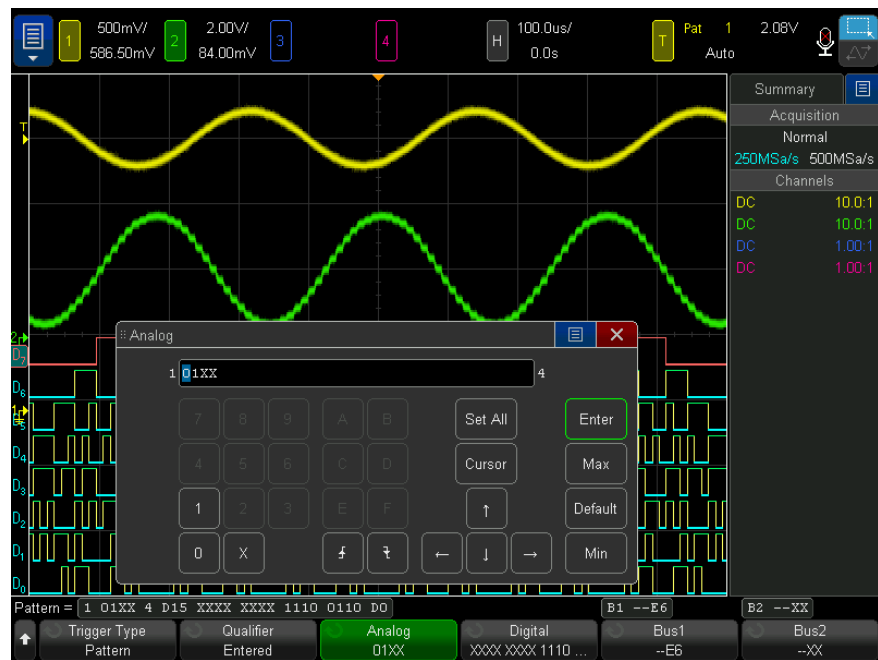 500mV/ 2.00V/ 100.0us/ Pat 1 2.08V
1 2 3 4 H T
586.50mV 84.00mV 0.0s Auto
Summary
Acquisition
Normal
250MSa/s 500MSa/s
Channels
DC 10.0:1
DC 10.0:1
DC 1.00:1
DC 1.00:1
T
2
D7
D6
1
D5
D4
D3
D2
D1
D0
Analog
1 01XX 4
7 8 9 A B Set All Enter
4 5 6 C D Cursor Max
1 2 3 E F ↑ Default
0 X ← ↓ → Min
Pattern = 1 01XX 4 D15 XXXX XXXX 1110 0110 D0 B1 --E6 B2 --XX
Trigger Type Qualifier Analog Digital Bus1 Bus2
Pattern Entered 01XX XXXX XXXX 1110 ... --E6 --XX